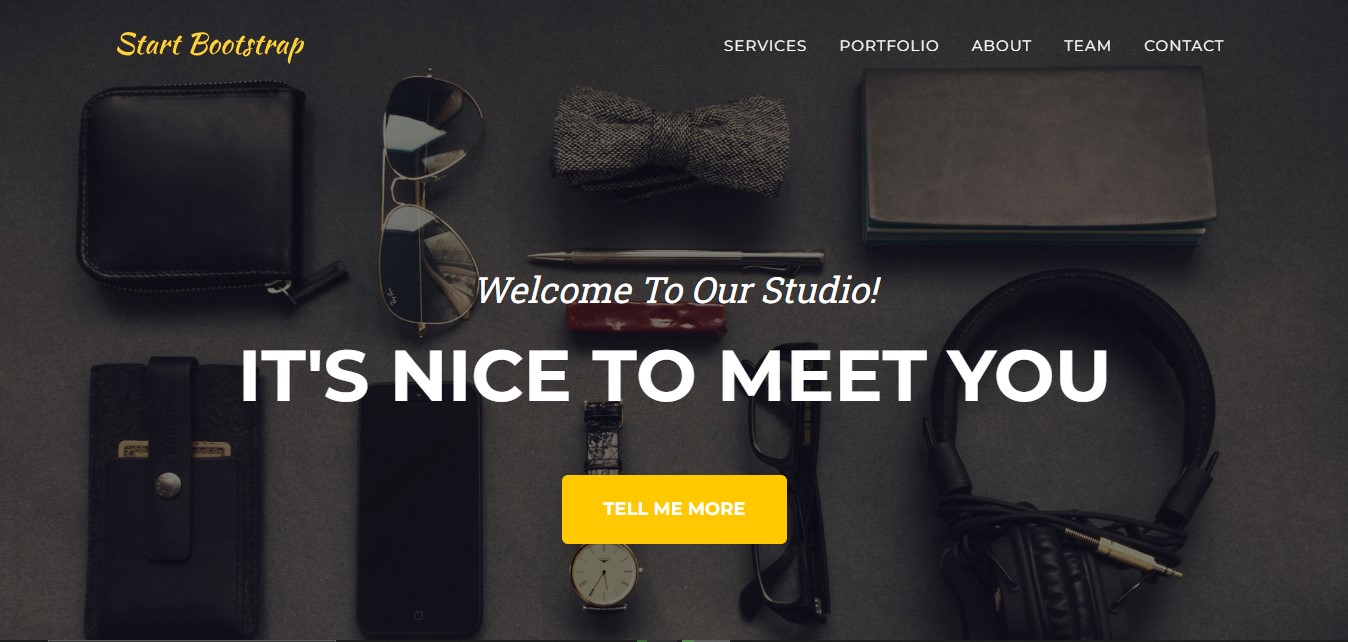 Start Bootstrap
SERVICES PORTFOLIO ABOUT TEAM CONTACT
Welcome To Our Studio!
IT'S NICE TO MEET YOU
TELL ME MORE